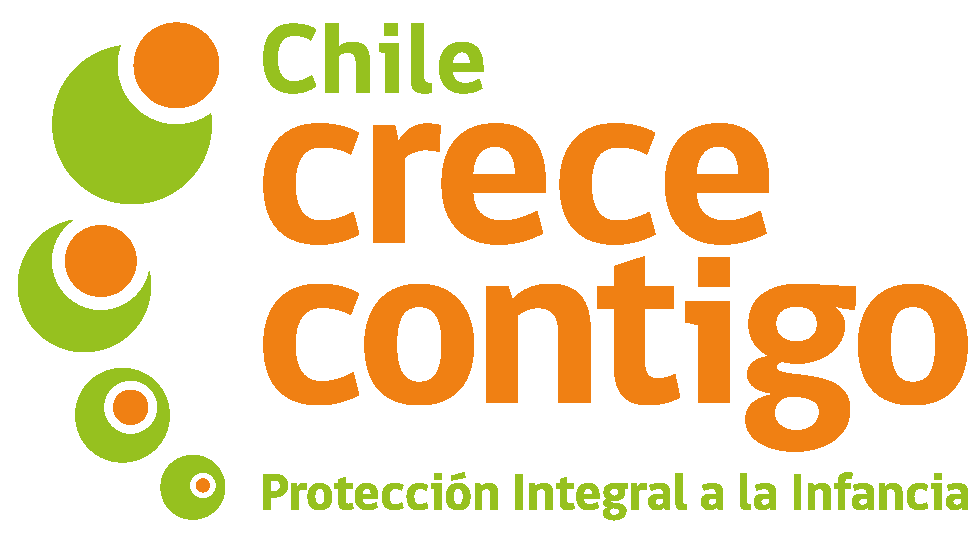 Chile
crece
contigo
Protección Integral a la Infancia